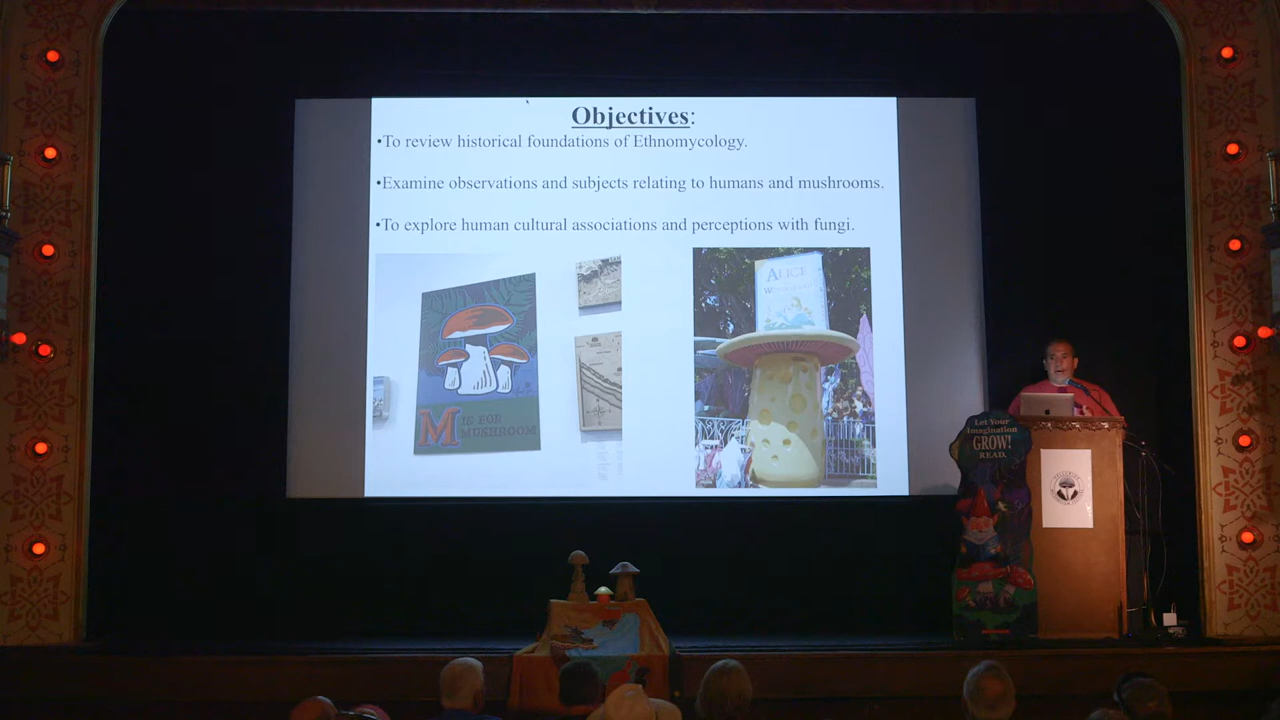 Objectives:
•To review historical foundations of Ethnomycology.
•Examine observations and subjects relating to humans and mushrooms.
•To explore human cultural associations and perceptions with fungi.
ALICE
M IS FOR
MUSHROOM
Let Your
Imagination
GROW!
READ.